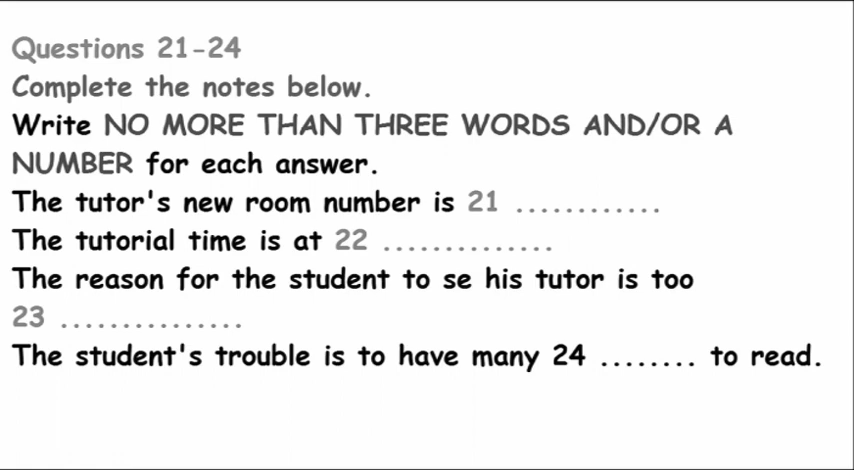 Questions 21-24
Complete the notes below.
Write NO MORE THAN THREE WORDS AND/OR A
NUMBER for each answer.
The tutor's new room number is 21 ............
The tutorial time is at 22 ..............
The reason for the student to se his tutor is too
23 ...............
The student's trouble is to have many 24 ........ to read.